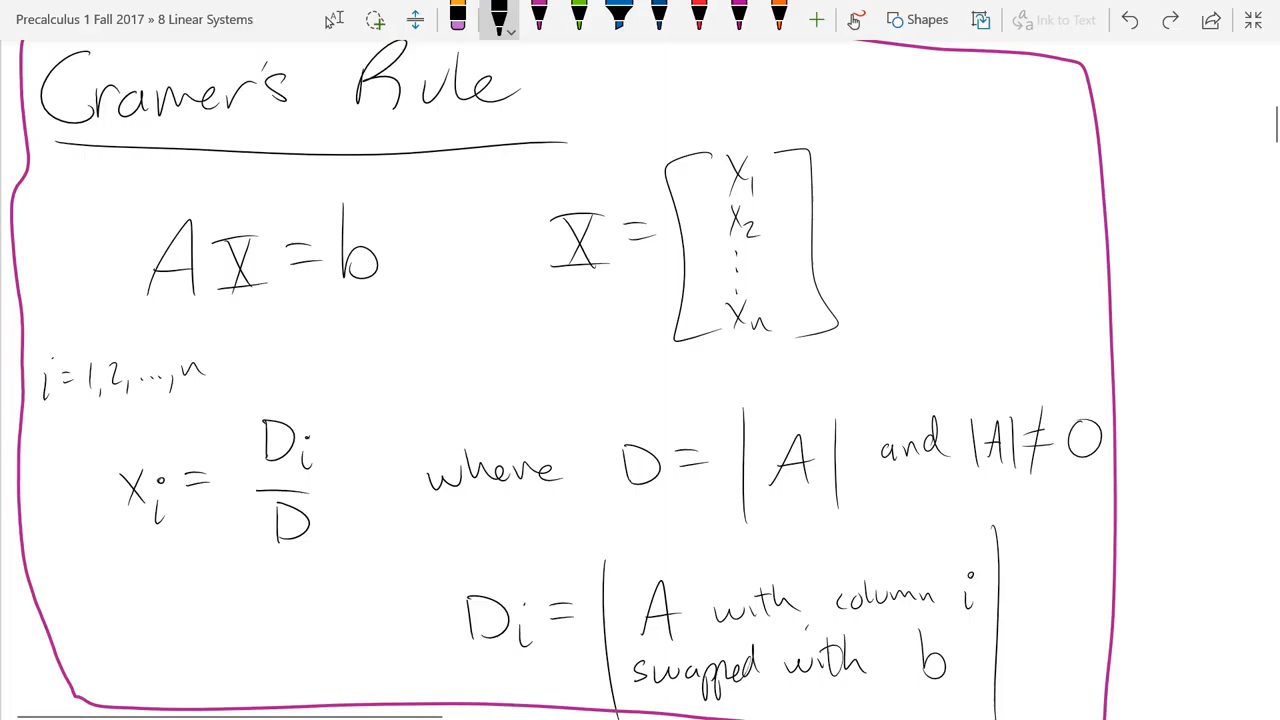 Precalculus 1 Fall 2017 » 8 Linear Systems
Shapes
Ink to Text
Cramer's Rule
AX = b
X = [x₁ x₂ ⋮ xₙ]
i = 1, 2, ..., n
xᵢ = Dᵢ / D where D = |A| and |A| ≠ 0
Dᵢ = | A with column i
swapped with b |